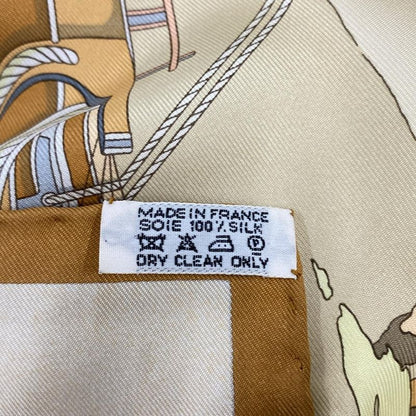 MADE IN FRANCE
SOIE 100% SILK
P
DRY CLEAN ONLY